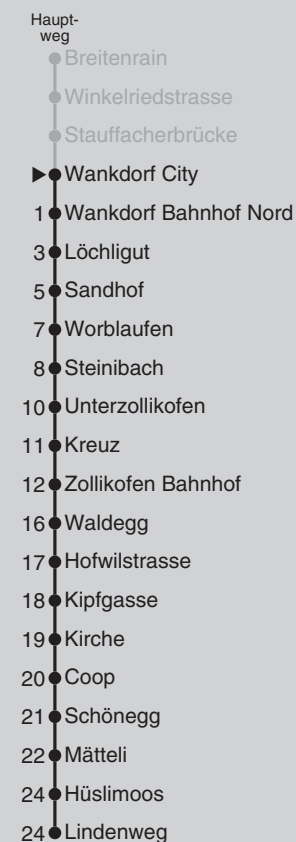 Haupt-
weg
Breitenrain
Winkelriedstrasse
Stauffacherbrücke
Wankdorf City
1 Wankdorf Bahnhof Nord
3 Löchligut
5 Sandhof
7 Worblaufen
8 Steinibach
10 Unterzollikofen
11 Kreuz
12 Zollikofen Bahnhof
16 Waldegg
17 Hofwilstrasse
18 Kipfgasse
19 Kirche
20 Coop
21 Schönegg
22 Mätteli
24 Hüslimoos
24 Lindenweg